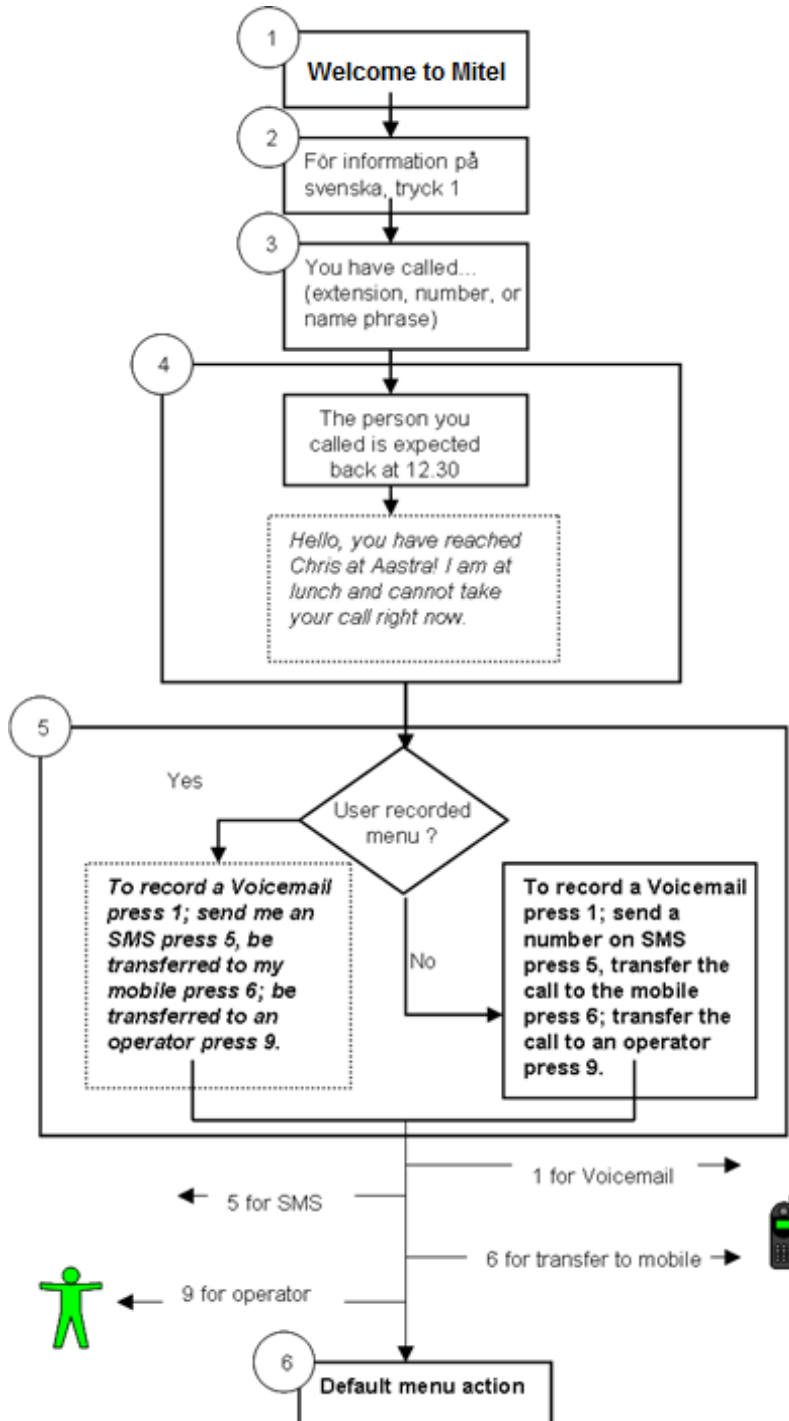 1
Welcome to Mitel
2
För information på
svenska, tryck 1
3
You have called...
(extension, number, or
name phrase)
4
The person you
called is expected
back at 12.30
Hello, you have reached
Chris at Aastra! I am at
lunch and cannot take
your call right now.
5
Yes
User recorded
menu ?
To record a Voicemail
press 1; send me an
SMS press 5, be
transferred to my
mobile press 6; be
transferred to an
operator press 9.
No
To record a Voicemail
press 1; send a
number on SMS
press 5, transfer the
call to the mobile
press 6; transfer the
call to an operator
press 9.
1 for Voicemail
5 for SMS
6 for transfer to mobile
9 for operator
6
Default menu action